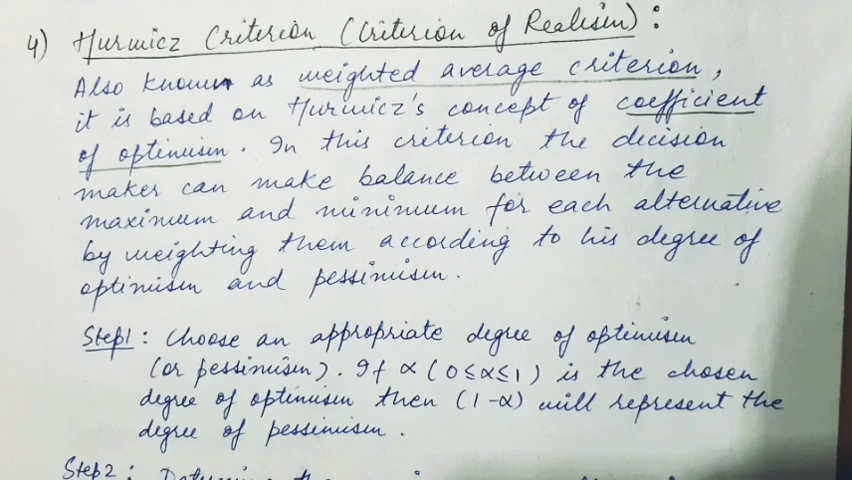 4) Hurwicz Criterion (Criterion of Realism) :
Also known as weighted average criterion,
it is based on Hurwicz's concept of coefficient
of optimism. In this criterion the decision
maker can make balance between the
maximum and minimum for each alternative
by weighting them according to his degree of
optimism and pessimism.
Step1 : Choose an appropriate degree of optimism
(or pessimism). If α (0≤α≤1) is the chosen
degree of optimism then (1-α) will represent the
degree of pessimism.
Step2 : Determine the